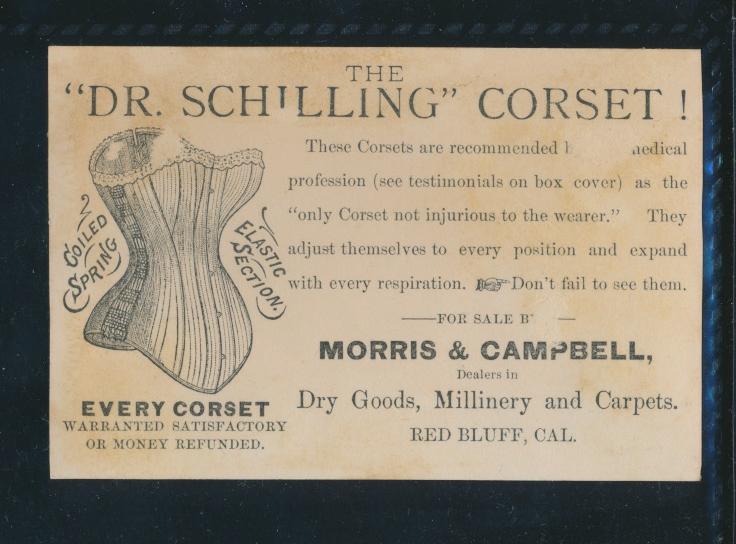 THE
"DR. SCHILLING" CORSET !
These Corsets are recommended
profession (see testimonials on box cover) as the
"only Corset not injurious to the wearer." They
adjust themselves to every position and expand
with every respiration. Don't fail to see them.
COILED
SPRING
ELASTIC
SECTION.
FOR SALE
MORRIS & CAMPBELL,
Dealers in
Dry Goods, Millinery and Carpets.
RED BLUFF, CAL.
EVERY CORSET
WARRANTED SATISFACTORY
OR MONEY REFUNDED.